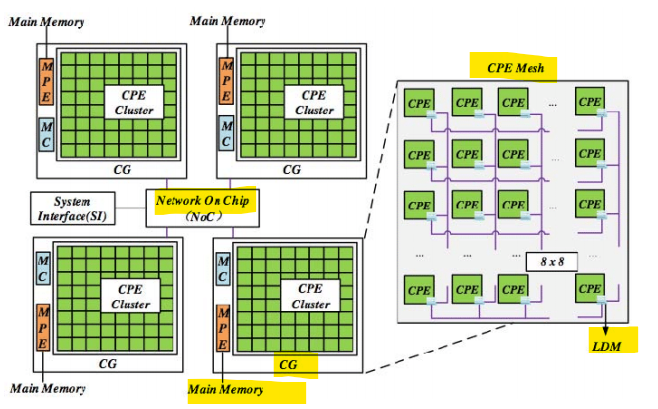 Main Memory
Main Memory
M
P
E
M
C
CPE
Cluster
CG
M
P
E
M
C
CPE
Cluster
CG
System
Interface(SI)
Network On Chip
(NoC)
M
C
M
P
E
CPE
Cluster
CG
Main Memory
M
C
M
P
E
CPE
Cluster
CG
Main Memory
CPE Mesh
CPE CPE CPE ... CPE
CPE CPE CPE ... CPE
CPE CPE CPE ... CPE
... ... ...
8 x 8
CPE CPE CPE ... CPE
LDM